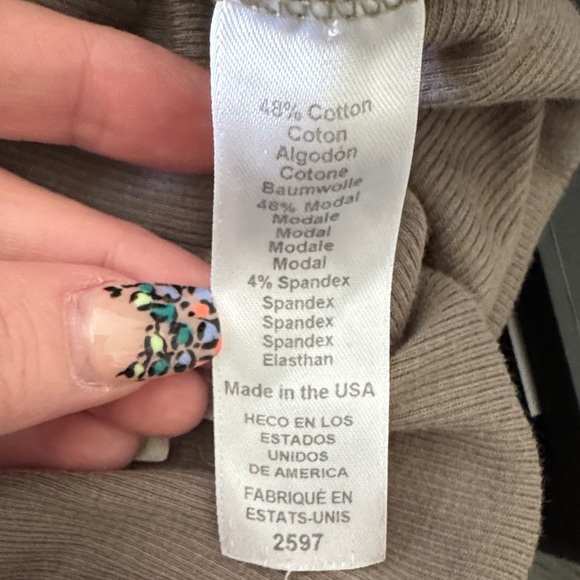 48% Cotton
Coton
Algodón
Cotone
Baumwolle
48% Modal
Modale
Modal
Modale
Modal
4% Spandex
Spandex
Spandex
Spandex
Elasthan
Made in the USA
HECO EN LOS
ESTADOS
UNIDOS
DE AMERICA
FABRIQUÉ EN
ESTATS-UNIS
2597